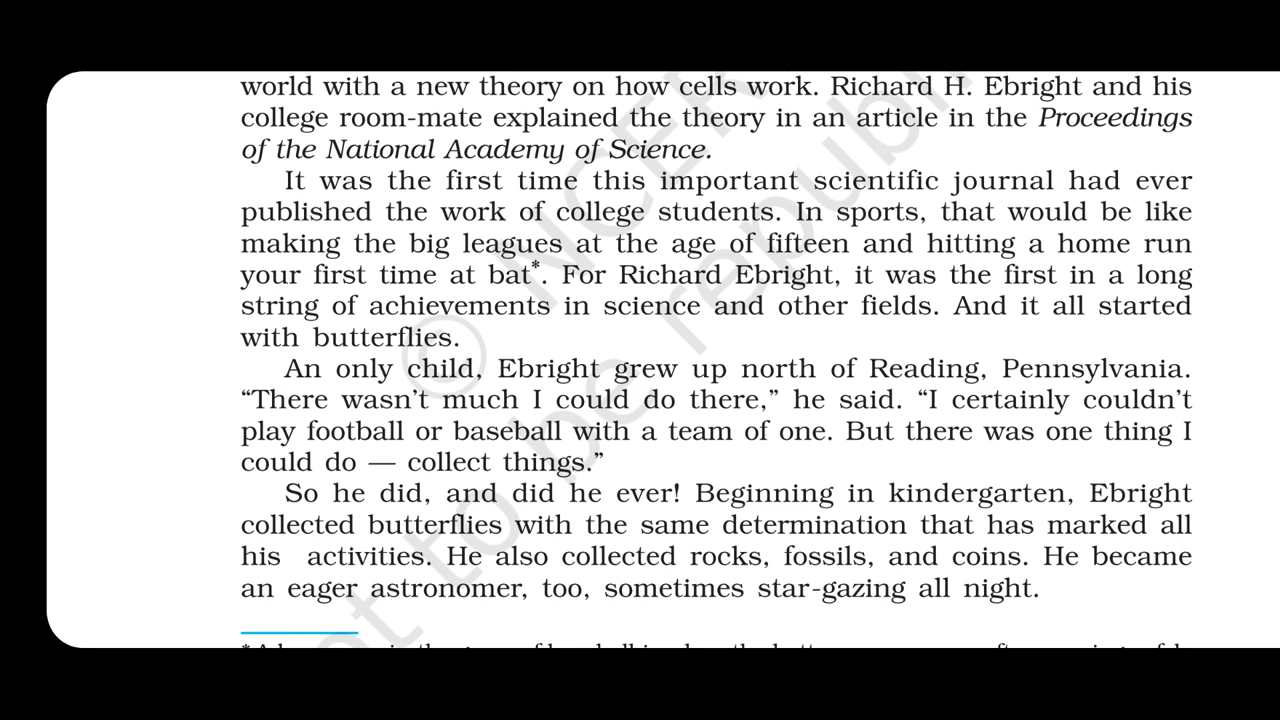 world with a new theory on how cells work. Richard H. Ebright and his
college room-mate explained the theory in an article in the Proceedings
of the National Academy of Science.
It was the first time this important scientific journal had ever
published the work of college students. In sports, that would be like
making the big leagues at the age of fifteen and hitting a home run
your first time at bat*. For Richard Ebright, it was the first in a long
string of achievements in science and other fields. And it all started
with butterflies.
An only child, Ebright grew up north of Reading, Pennsylvania.
“There wasn’t much I could do there,” he said. “I certainly couldn’t
play football or baseball with a team of one. But there was one thing I
could do — collect things.”
So he did, and did he ever! Beginning in kindergarten, Ebright
collected butterflies with the same determination that has marked all
his activities. He also collected rocks, fossils, and coins. He became
an eager astronomer, too, sometimes star-gazing all night.